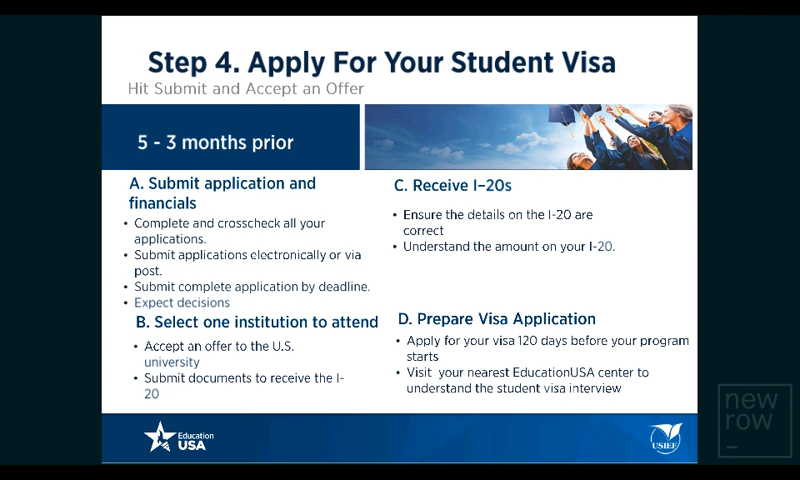 Step 4. Apply For Your Student Visa
Hit Submit and Accept an Offer
5 - 3 months prior
A. Submit application and
financials
• Complete and crosscheck all your
applications.
• Submit applications electronically or via
post.
• Submit complete application by deadline.
• Expect decisions
B. Select one institution to attend
• Accept an offer to the U.S.
university
• Submit documents to receive the I-
20
C. Receive I–20s
• Ensure the details on the I-20 are
correct
• Understand the amount on your I-20.
D. Prepare Visa Application
• Apply for your visa 120 days before your program
starts
• Visit your nearest EducationUSA center to
understand the student visa interview
Education
USA
USIEF
new
row